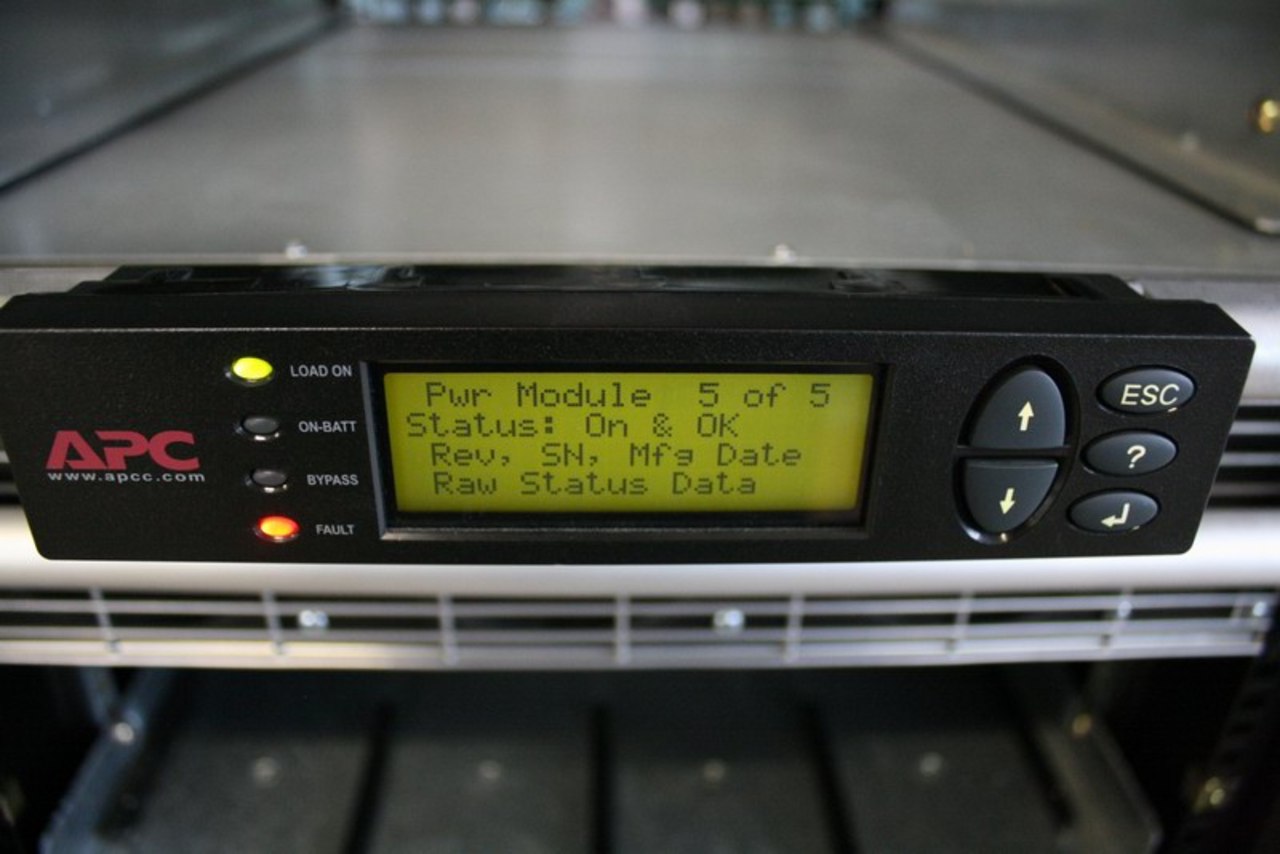 APC
www.apcc.com
LOAD ON
ON-BATT
BYPASS
FAULT
Pwr Module 5 of 5
Status: On & OK
Rev, SN, Mfg Date
Raw Status Data
ESC
?